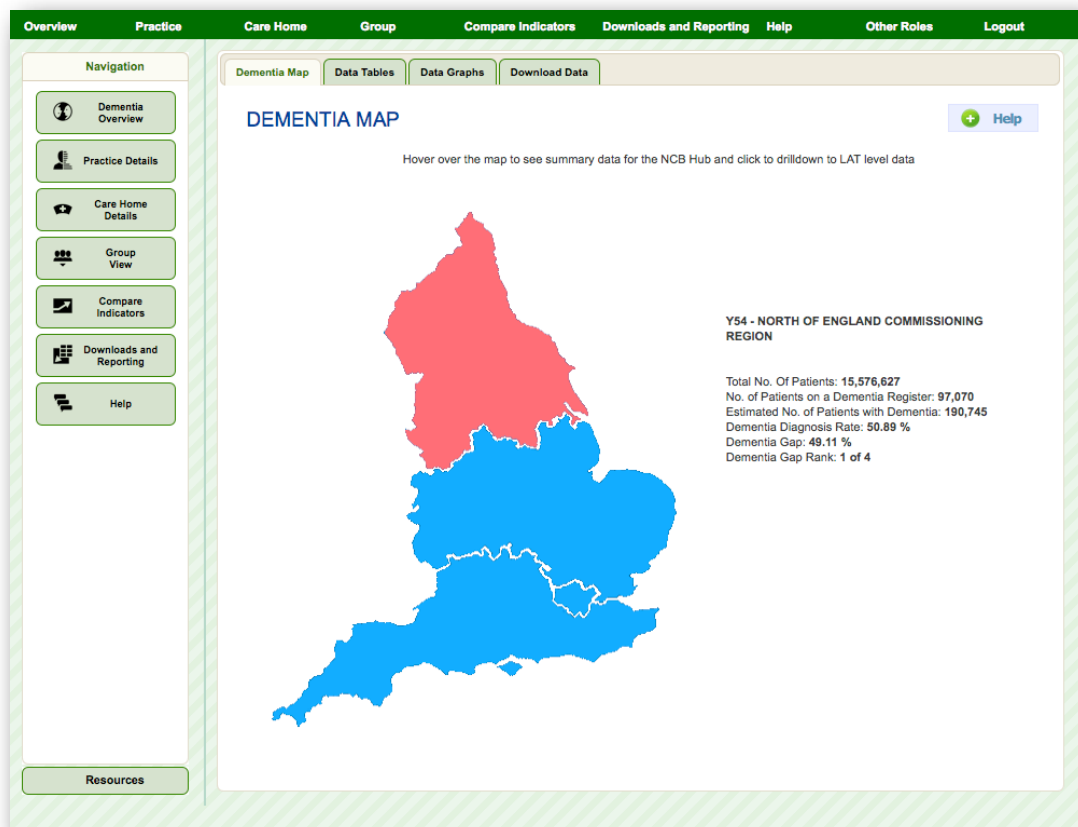 Overview Practice Care Home Group Compare Indicators Downloads and Reporting Help Other Roles Logout
Navigation
Dementia
Overview
Practice Details
Care Home
Details
Group
View
Compare
Indicators
Downloads and
Reporting
Help
Resources
Dementia Map Data Tables Data Graphs Download Data
DEMENTIA MAP
Help
Hover over the map to see summary data for the NCB Hub and click to drilldown to LAT level data
Y54 - NORTH OF ENGLAND COMMISSIONING
REGION
Total No. Of Patients: 15,576,627
No. of Patients on a Dementia Register: 97,070
Estimated No. of Patients with Dementia: 190,745
Dementia Diagnosis Rate: 50.89 %
Dementia Gap: 49.11 %
Dementia Gap Rank: 1 of 4